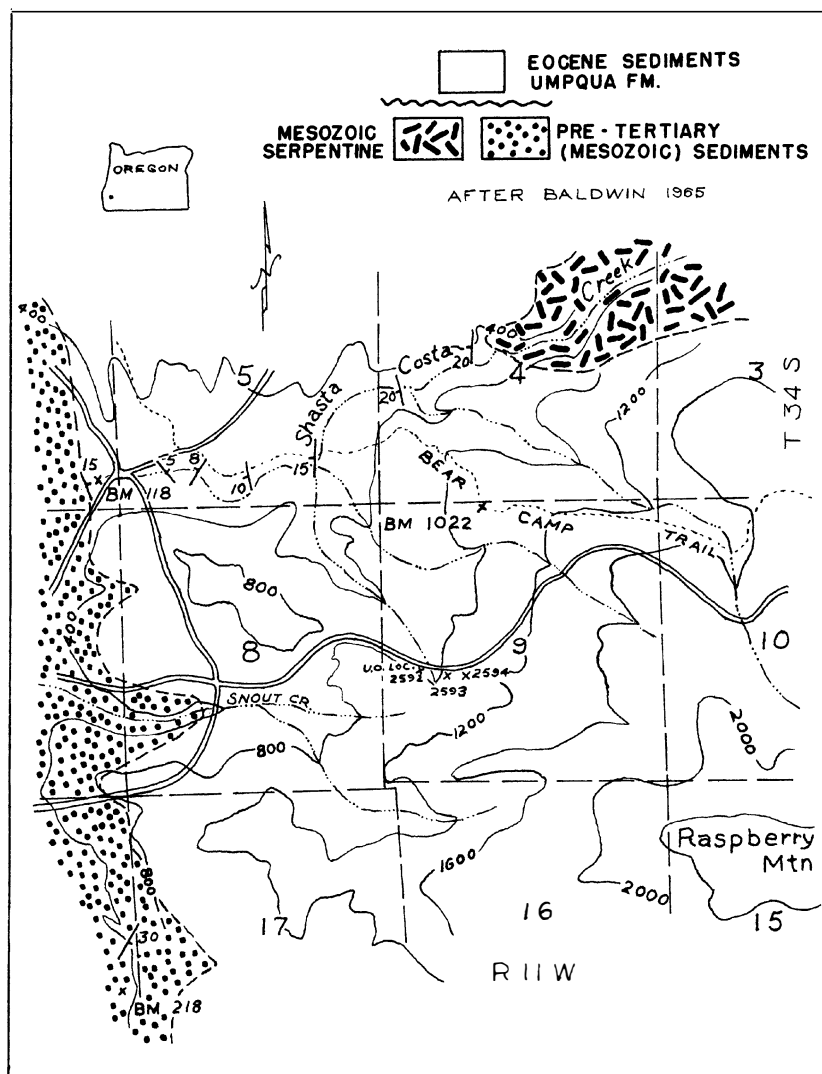 EOCENE SEDIMENTS
UMPQUA FM.
MESOZOIC
SERPENTINE
PRE-TERTIARY
(MESOZOIC) SEDIMENTS
OREGON
AFTER BALDWIN 1965
Creek
400
400
Costa
20
5
4
3
T 34 S
20
1200
Shasta
15
5
8
10
15
BEAR
BM 118
BM 1022
CAMP
TRAIL
800
400
8
9
10
U.O. LOC.
2592
2594
2593
SNOUT CR.
800
1200
2000
Raspberry
Mtn
1600
2000
800
17
16
15
30
R 11 W
BM 218